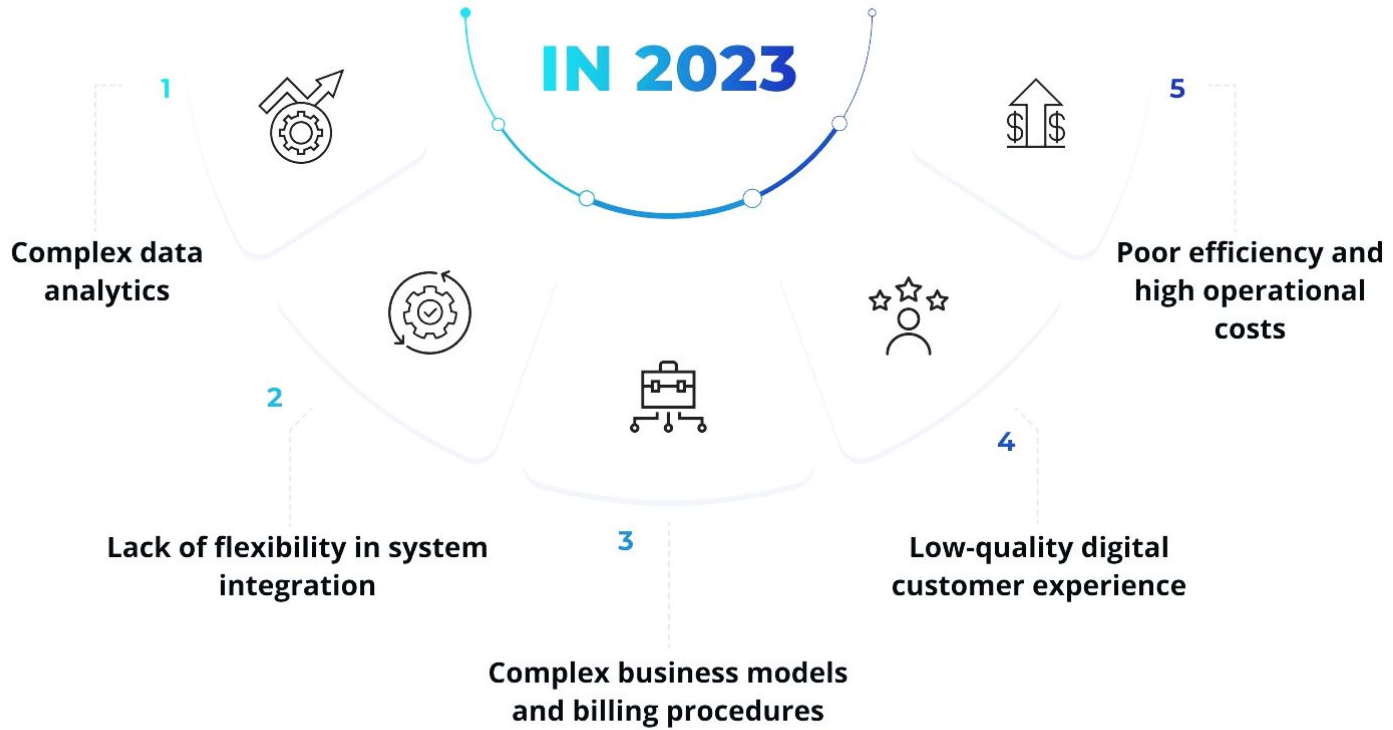 IN 2023
1
Complex data
analytics
2
Lack of flexibility in system
integration
3
Complex business models
and billing procedures
4
Low-quality digital
customer experience
5
Poor efficiency and
high operational
costs
$ $